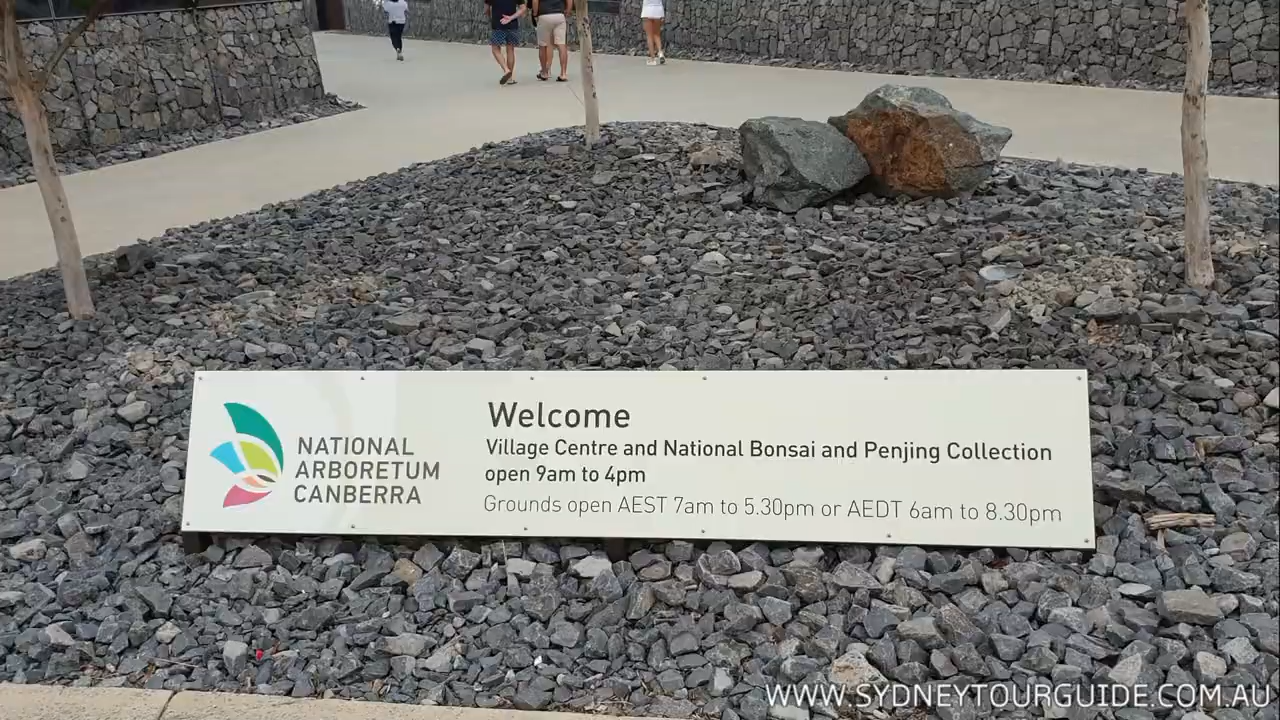 NATIONAL
ARBORETUM
CANBERRA
Welcome
Village Centre and National Bonsai and Penjing Collection
open 9am to 4pm
Grounds open AEST 7am to 5.30pm or AEDT 6am to 8.30pm
WWW.SYDNEYTOURGUIDE.COM.AU